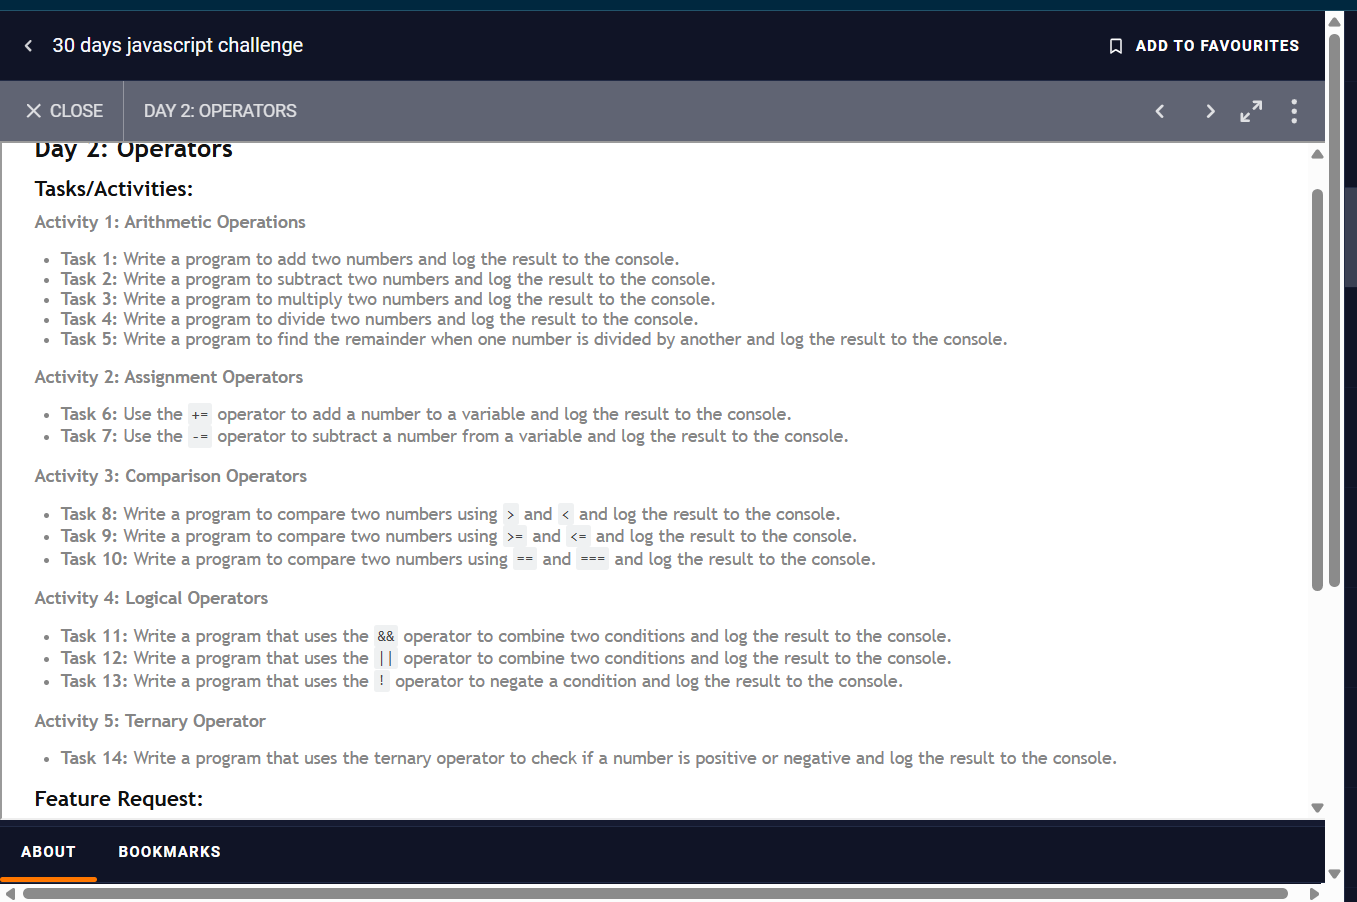 30 days javascript challenge
ADD TO FAVOURITES
CLOSE
DAY 2: OPERATORS
Day 2: Operators
Tasks/Activities:
Activity 1: Arithmetic Operations
• Task 1: Write a program to add two numbers and log the result to the console.
• Task 2: Write a program to subtract two numbers and log the result to the console.
• Task 3: Write a program to multiply two numbers and log the result to the console.
• Task 4: Write a program to divide two numbers and log the result to the console.
• Task 5: Write a program to find the remainder when one number is divided by another and log the result to the console.
Activity 2: Assignment Operators
• Task 6: Use the += operator to add a number to a variable and log the result to the console.
• Task 7: Use the -= operator to subtract a number from a variable and log the result to the console.
Activity 3: Comparison Operators
• Task 8: Write a program to compare two numbers using > and < and log the result to the console.
• Task 9: Write a program to compare two numbers using >= and <= and log the result to the console.
• Task 10: Write a program to compare two numbers using == and === and log the result to the console.
Activity 4: Logical Operators
• Task 11: Write a program that uses the && operator to combine two conditions and log the result to the console.
• Task 12: Write a program that uses the || operator to combine two conditions and log the result to the console.
• Task 13: Write a program that uses the ! operator to negate a condition and log the result to the console.
Activity 5: Ternary Operator
• Task 14: Write a program that uses the ternary operator to check if a number is positive or negative and log the result to the console.
Feature Request:
ABOUT
BOOKMARKS